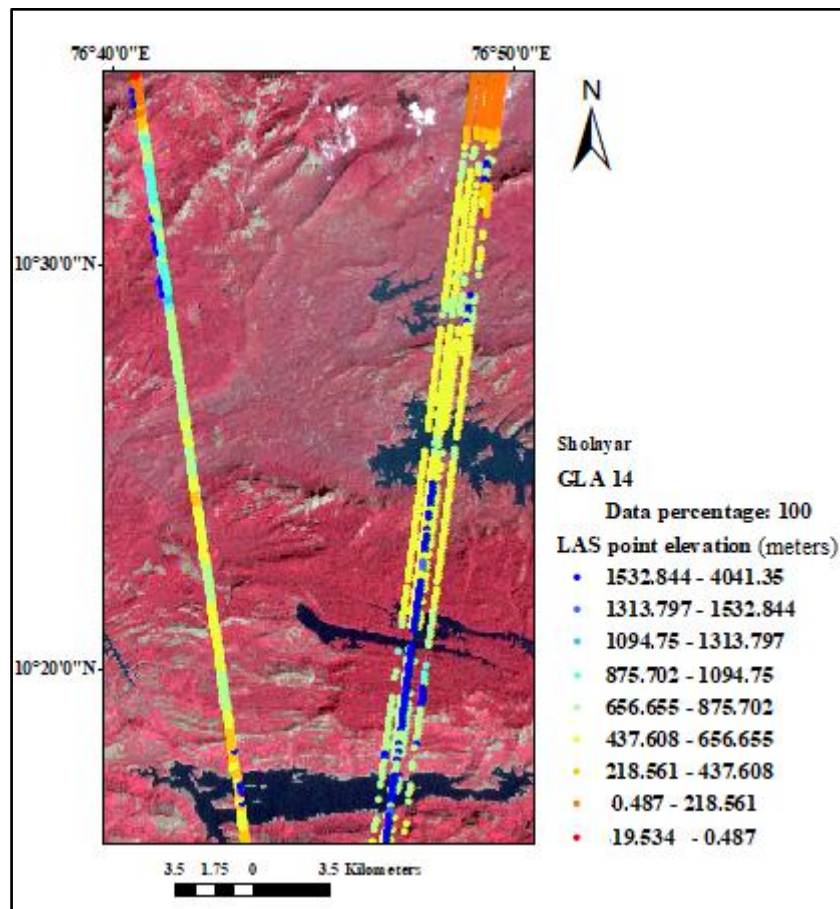 76°40'0"E 76°50'0"E
N
10°30'0"N
Sholayar
GLA 14
Data percentage: 100
LAS point elevation (meters)
1532.844 - 4041.35
1313.797 - 1532.844
1094.75 - 1313.797
875.702 - 1094.75
656.655 - 875.702
437.608 - 656.655
218.561 - 437.608
0.487 - 218.561
-19.534 - 0.487
10°20'0"N
3.5 1.75 0 3.5 Kilometers